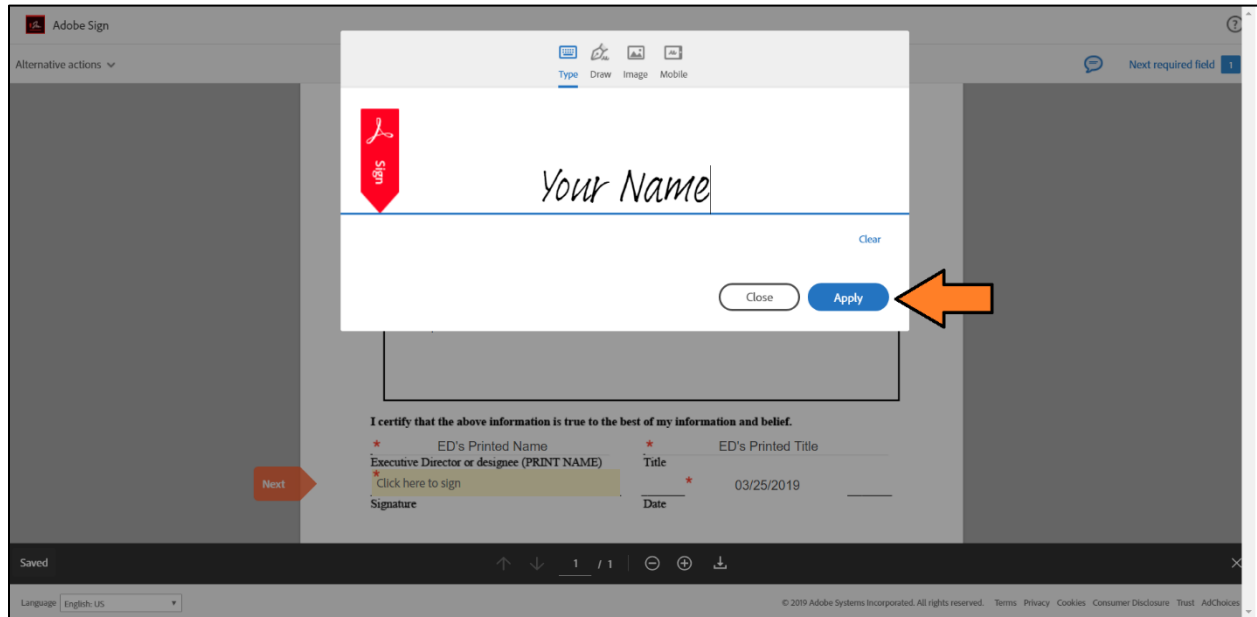 Adobe Sign
?
Alternative actions
Next required field 1
Type Draw Image Mobile
Sign
Your Name
Clear
Close Apply
I certify that the above information is true to the best of my information and belief.
* ED's Printed Name * ED's Printed Title
Executive Director or designee (PRINT NAME) Title
Next
* Click here to sign * 03/25/2019
Signature Date
Saved 1 / 1
Language English: US © 2019 Adobe Systems Incorporated. All rights reserved. Terms Privacy Cookies Consumer Disclosure Trust AdChoices